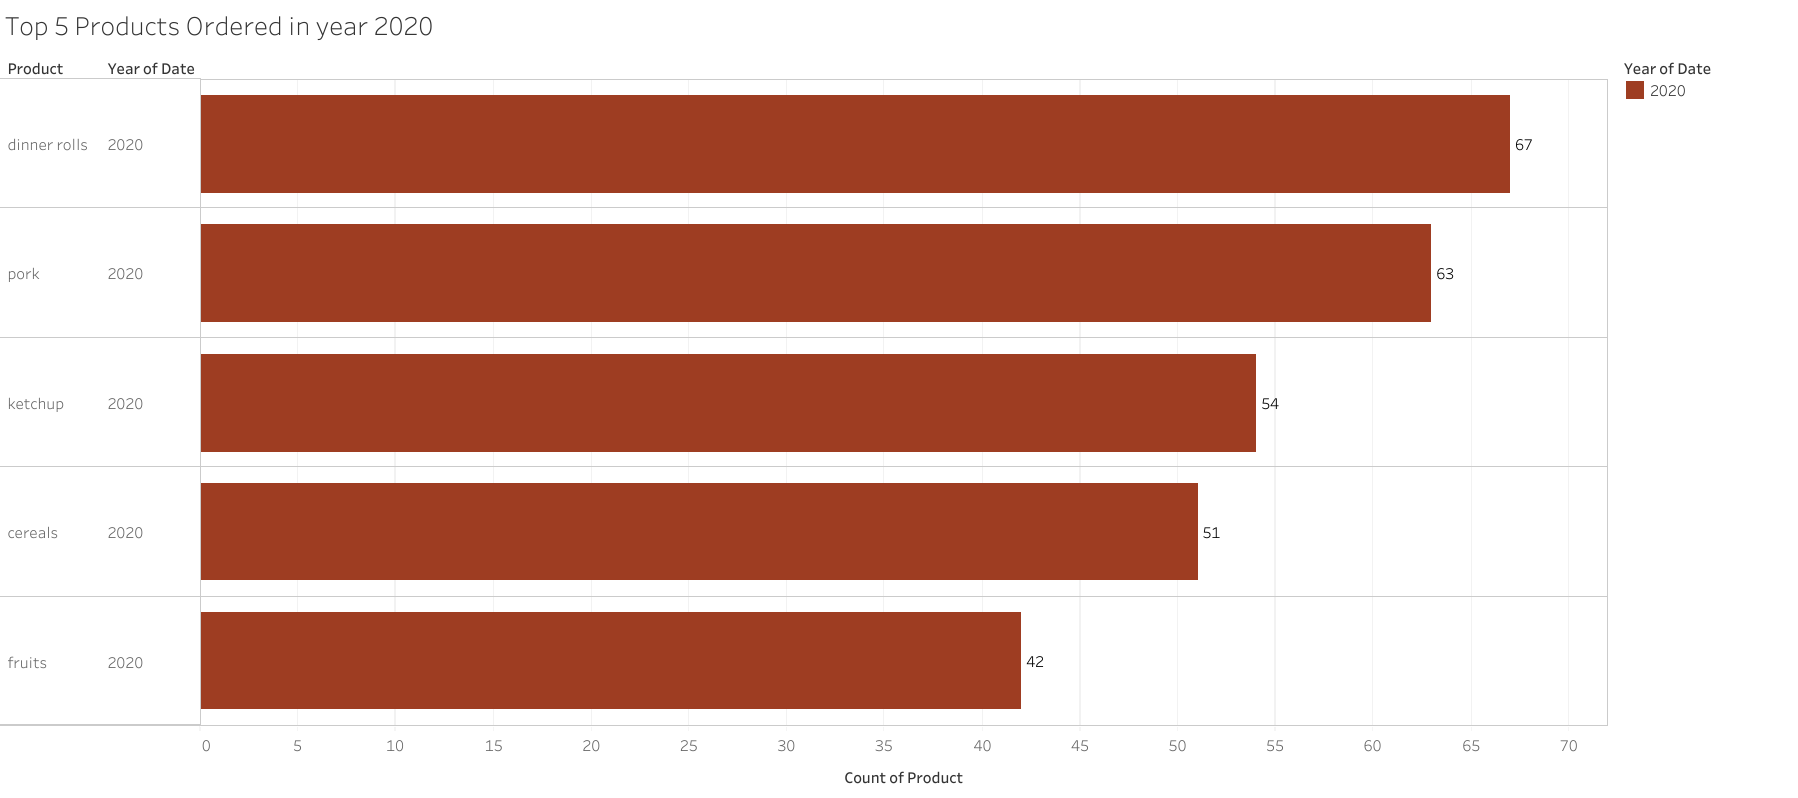 Top 5 Products Ordered in year 2020
Product Year of Date
Year of Date
2020
dinner rolls 2020 67
pork 2020 63
ketchup 2020 54
cereals 2020 51
fruits 2020 42
0 5 10 15 20 25 30 35 40 45 50 55 60 65 70
Count of Product